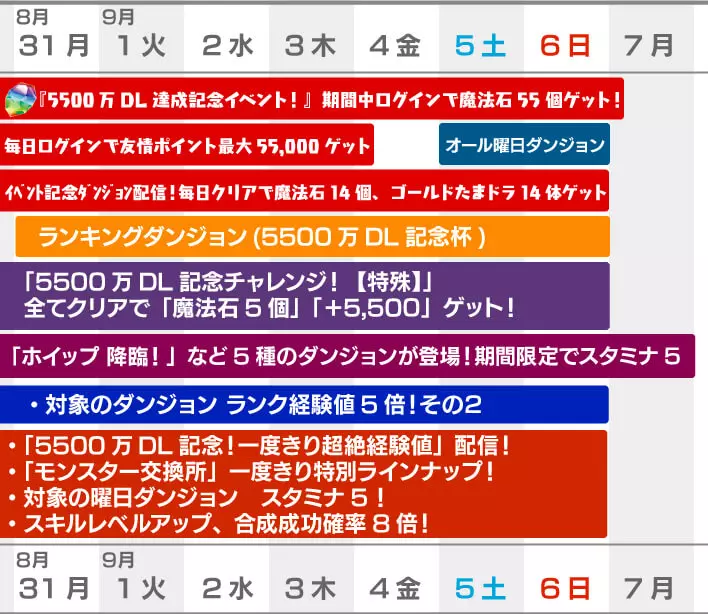 8月 9月
31月 1火 2水 3木 4金 5土 6日 7月
『5500万DL達成記念イベント！』期間中ログインで魔法石55個ゲット！
毎日ログインで友情ポイント最大55,000ゲット
オール曜日ダンジョン
ｲﾍﾞﾝﾄ記念ﾀﾞﾝｼﾞｮﾝ配信！毎日クリアで魔法石14個、ゴールドたまドラ14体ゲット
ランキングダンジョン(5500万DL記念杯)
「5500万DL記念チャレンジ！【特殊】」
全てクリアで「魔法石5個」「＋5,500」ゲット！
「ホイップ 降臨！」など5種のダンジョンが登場！期間限定でスタミナ5
・対象のダンジョン ランク経験値5倍！その2
・「5500万DL記念！一度きり超絶経験値」配信！
・「モンスター交換所」一度きり特別ラインナップ！
・対象の曜日ダンジョン　スタミナ5！
・スキルレベルアップ、合成成功確率8倍！
8月 9月
31月 1火 2水 3木 4金 5土 6日 7月